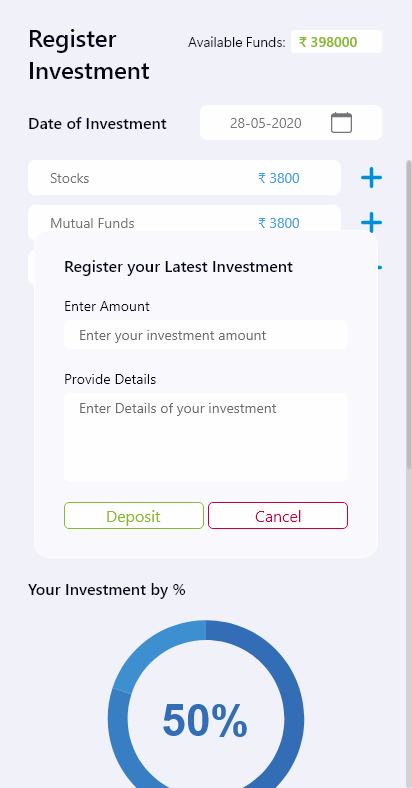 Register
Investment
Available Funds: ₹ 398000
Date of Investment
28-05-2020
Stocks ₹ 3800
Mutual Funds ₹ 3800
Register your Latest Investment
Enter Amount
Enter your investment amount
Provide Details
Enter Details of your investment
Deposit
Cancel
Your Investment by %
50%